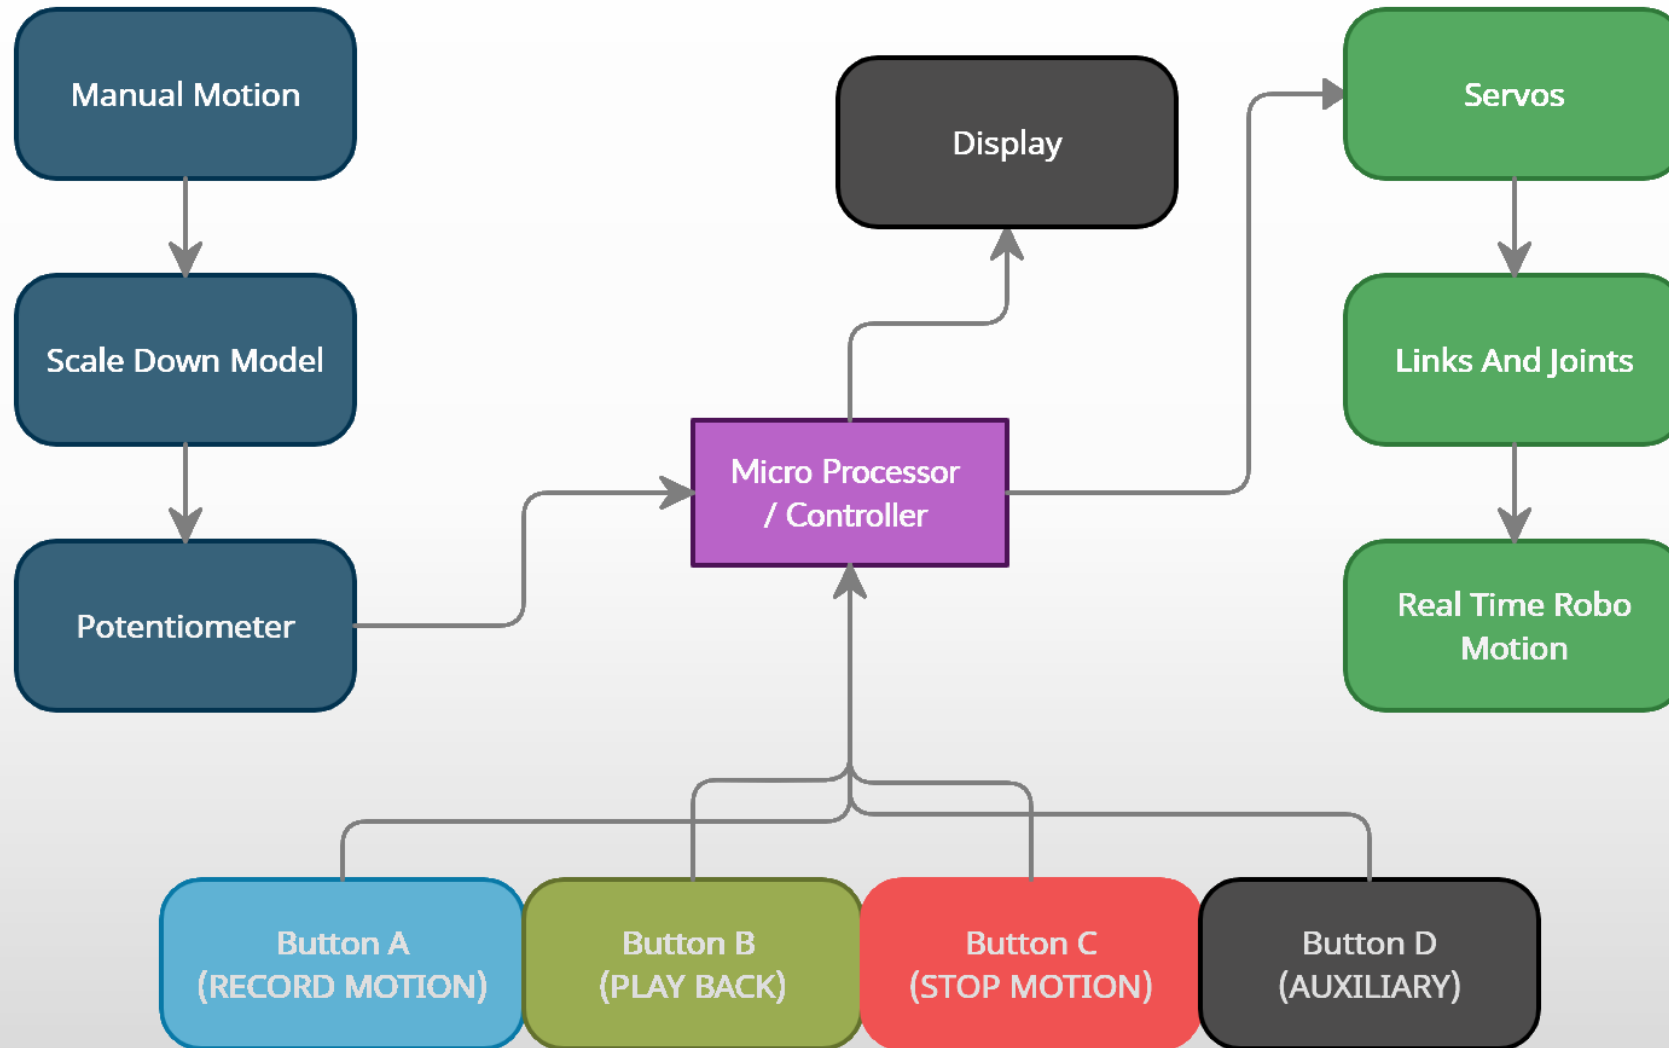 Manual Motion
Scale Down Model
Potentiometer
Display
Micro Processor
/ Controller
Servos
Links And Joints
Real Time Robo
Motion
Button A
(RECORD MOTION)
Button B
(PLAY BACK)
Button C
(STOP MOTION)
Button D
(AUXILIARY)